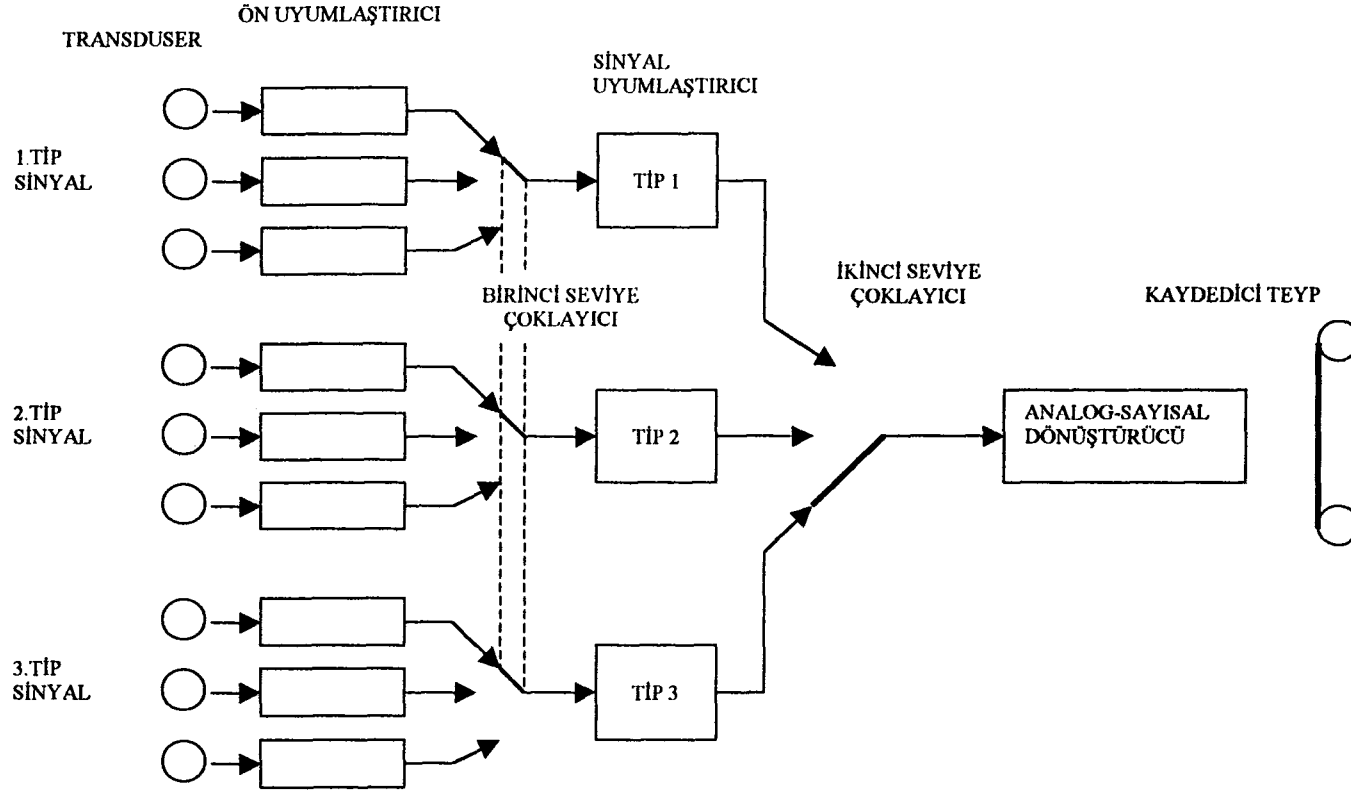 ÖN UYUMLAŞTIRICI
TRANSDUSER
SİNYAL
UYUMLAŞTIRICI
1.TİP
SİNYAL
TİP 1
BİRİNCİ SEVİYE
ÇOKLAYICI
İKİNCİ SEVİYE
ÇOKLAYICI
KAYDEDİCİ TEYP
2.TİP
SİNYAL
TİP 2
ANALOG-SAYISAL
DÖNÜŞTÜRÜCÜ
3.TİP
SİNYAL
TİP 3